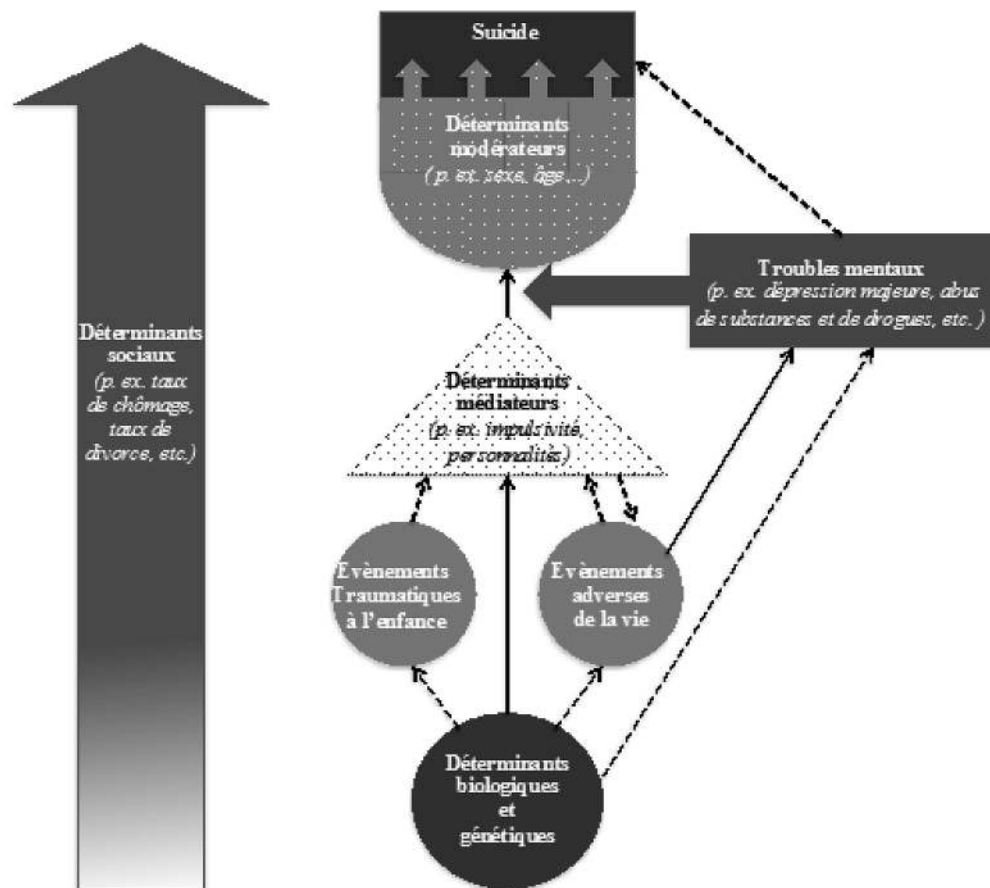 Suicide
Déterminants
modérateurs
(p. ex. sexe, âge,...)
Troubles mentaux
(p. ex. dépression majeure, abus
de substances et de drogues, etc. )
Déterminants
sociaux
(p. ex. taux
de chômage,
taux de
divorce, etc.)
Déterminants
médiateurs
(p. ex. impulsivité,
personnalités)
Evènements
Traumatiques
à l'enfance
Evènements
adverses
de la vie
Déterminants
biologiques
et
génétiques